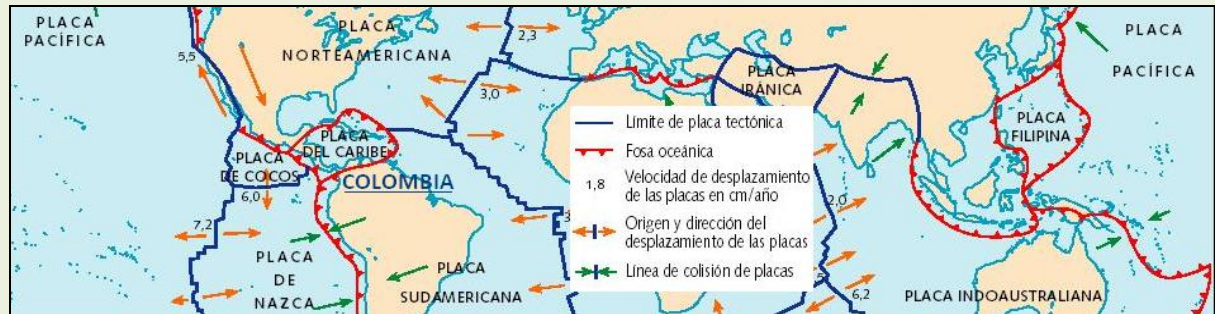 PLACA
PACÍFICA
5,5
PLACA
NORTEAMERICANA
2,3
3,0
PLACA
IRÁNICA
PLACA
PACÍFICA
PLACA
FILIPINA
PLACA
DEL CARIBE
PLACA
DE COCOS
COLOMBIA
6,0
7,2
PLACA
DE
NAZCA
PLACA
SUDAMERICANA
Límite de placa tectónica
Fosa oceánica
1,8 Velocidad de desplazamiento
de las placas en cm/año
Origen y dirección del
desplazamiento de las placas
Línea de colisión de placas
2,0
6,2
PLACA INDOAUSTRALIANA